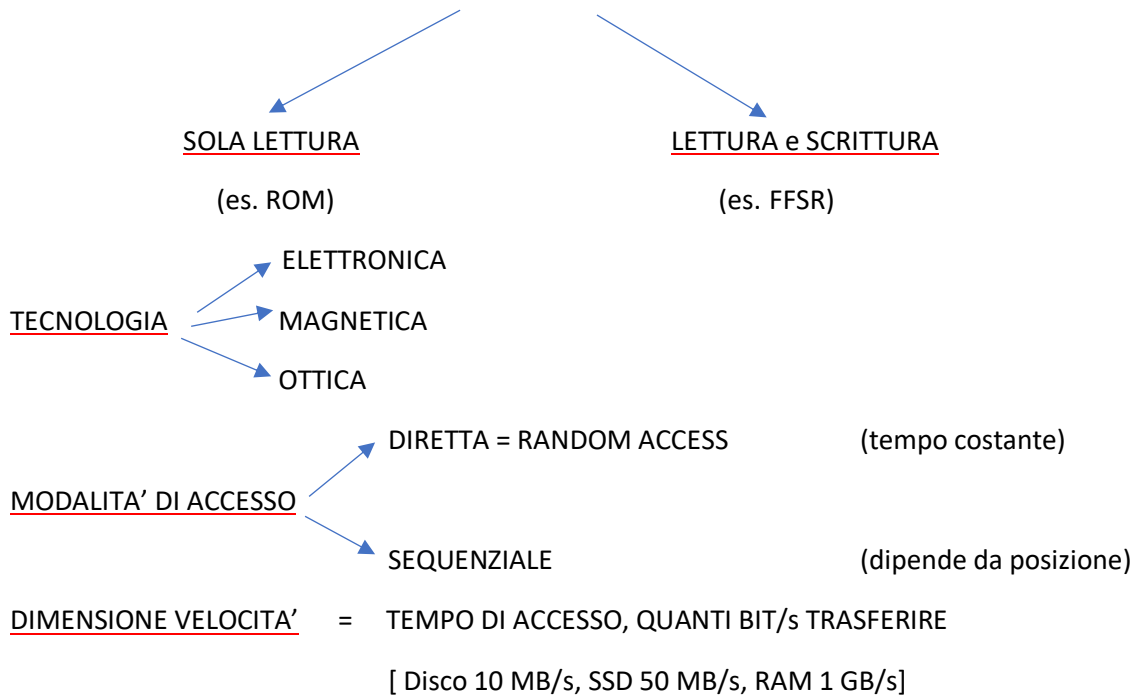 SOLA LETTURA LETTURA e SCRITTURA
(es. ROM) (es. FFSR)
ELETTRONICA
TECNOLOGIA MAGNETICA
OTTICA
DIRETTA = RANDOM ACCESS (tempo costante)
MODALITA’ DI ACCESSO
SEQUENZIALE (dipende da posizione)
DIMENSIONE VELOCITA’ = TEMPO DI ACCESSO, QUANTI BIT/s TRASFERIRE
[ Disco 10 MB/s, SSD 50 MB/s, RAM 1 GB/s]